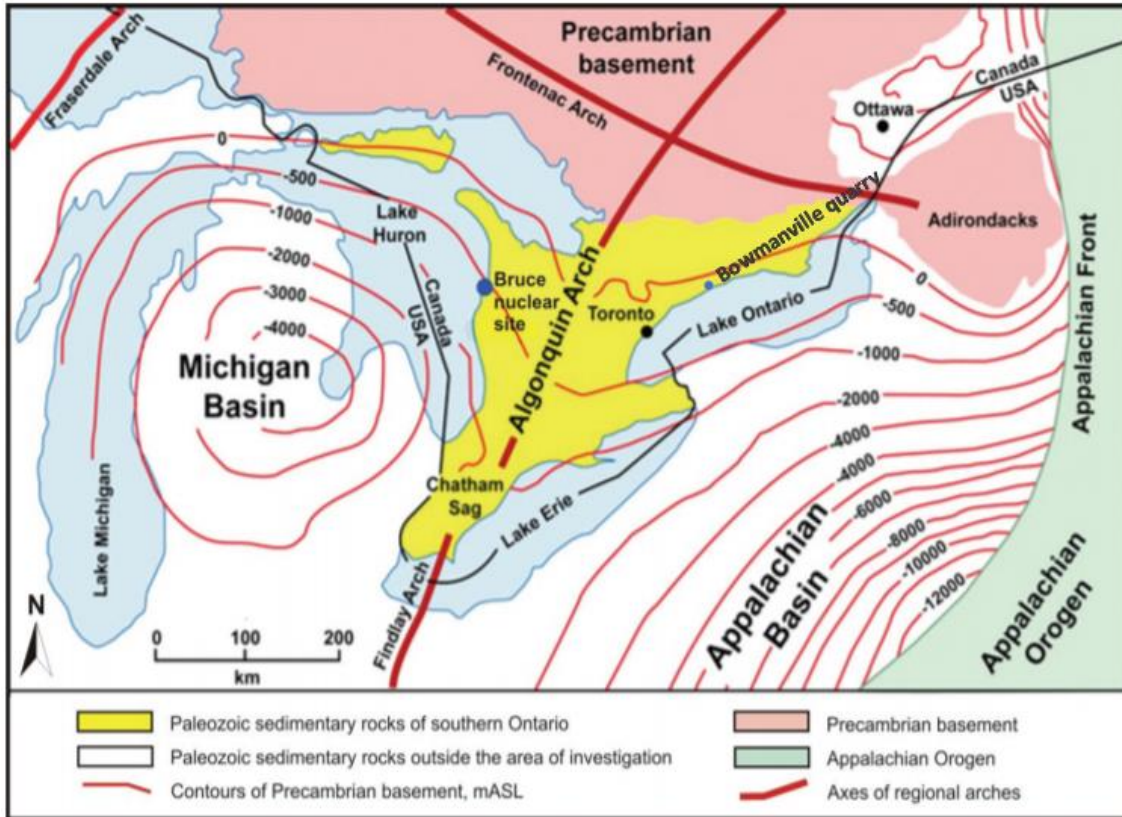 Fraserdale Arch
Precambrian
basement
Frontenac Arch
Canada
USA
Ottawa
0
-500
-1000
-2000
-3000
-4000
Lake
Huron
Canada
USA
Bruce
nuclear
site
Algonquin Arch
Bowmanville quarry
Adirondacks
Toronto
Lake Ontario
0
-500
-1000
-2000
-4000
-4000
-6000
-8000
-10000
-12000
Michigan
Basin
Lake Michigan
Chatham
Sag
Lake Erie
Findlay Arch
Appalachian
Basin
Appalachian Front
Appalachian
Orogen
N
0 100 200
km
Paleozoic sedimentary rocks of southern Ontario
Paleozoic sedimentary rocks outside the area of investigation
Contours of Precambrian basement, mASL
Precambrian basement
Appalachian Orogen
Axes of regional arches